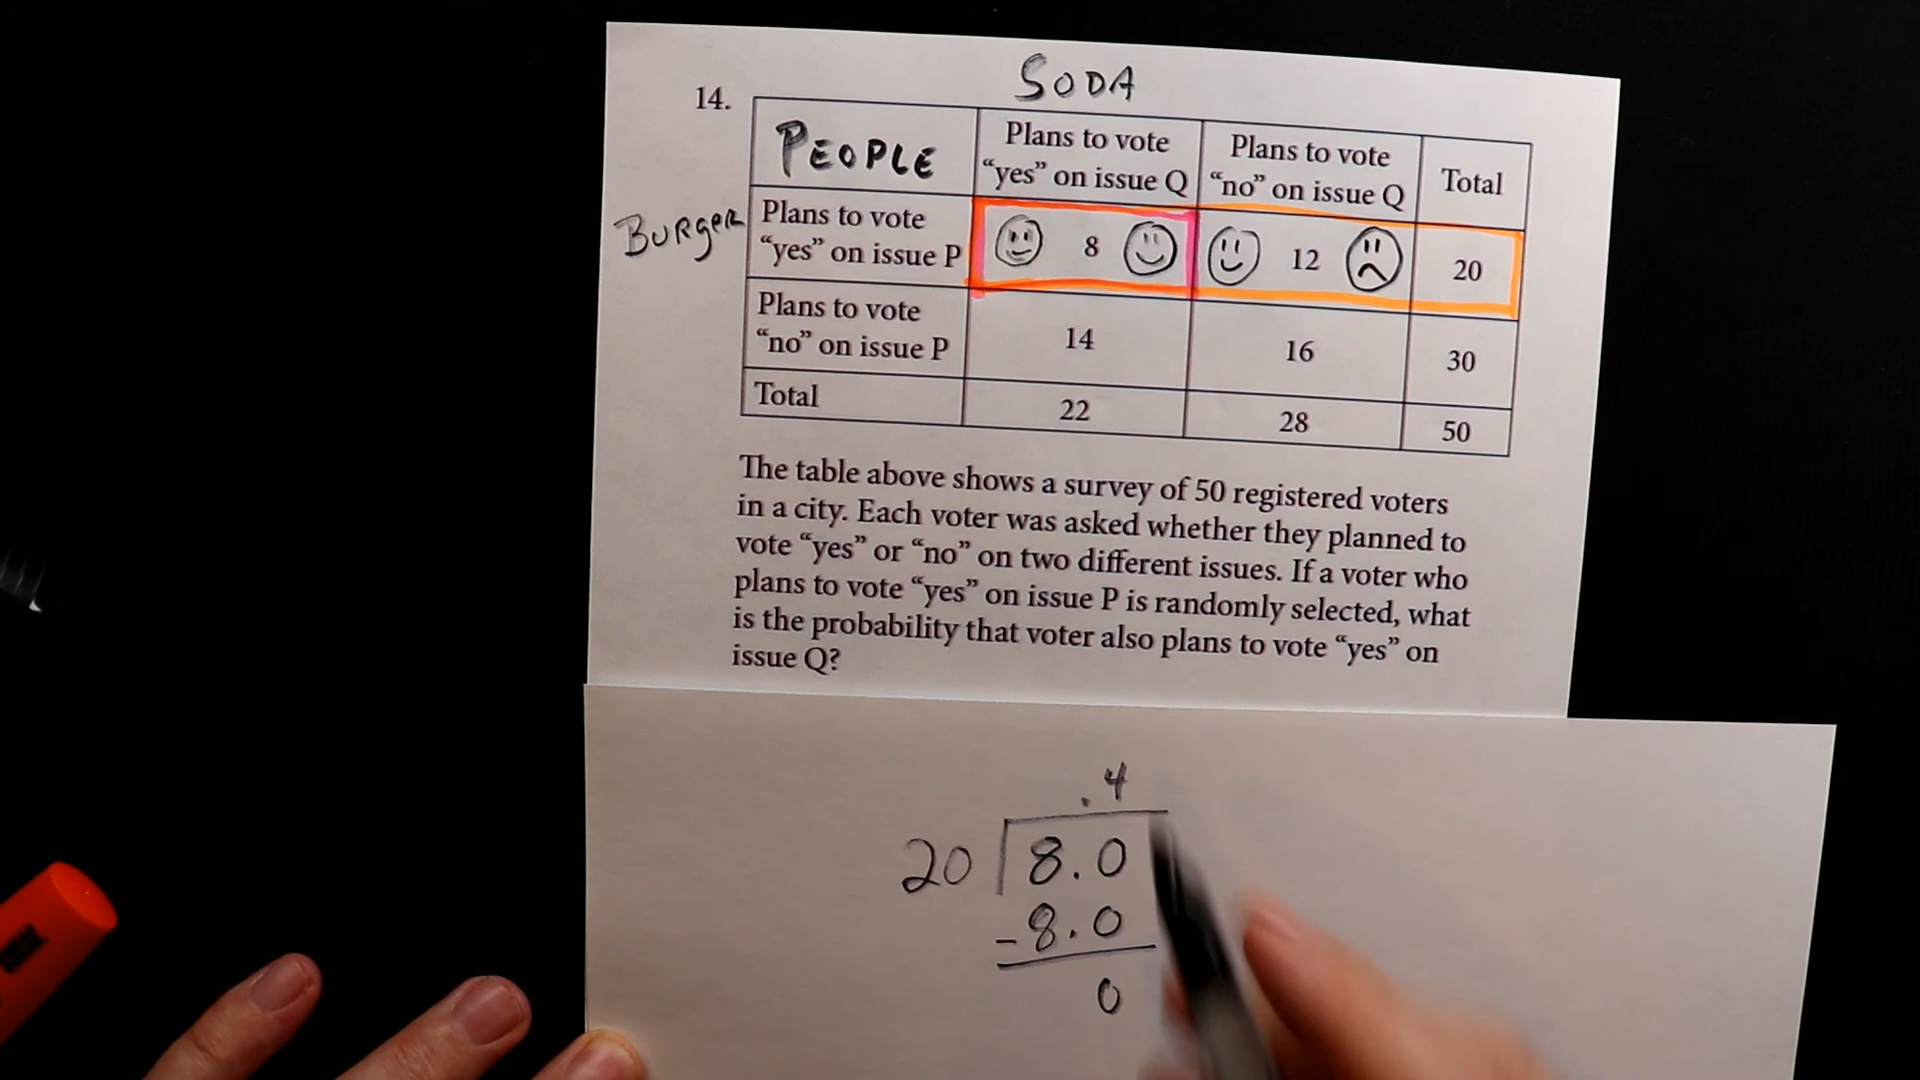 SODA
14.
PEOPLE
Plans to vote
"yes" on issue Q
Plans to vote
"no" on issue Q
Total
Burger
Plans to vote
"yes" on issue P
8
12
20
Plans to vote
"no" on issue P
14
16
30
Total
22
28
50
The table above shows a survey of 50 registered voters
in a city. Each voter was asked whether they planned to
vote "yes" or "no" on two different issues. If a voter who
plans to vote "yes" on issue P is randomly selected, what
is the probability that voter also plans to vote "yes" on
issue Q?
.4
20 8.0
-8.0
0